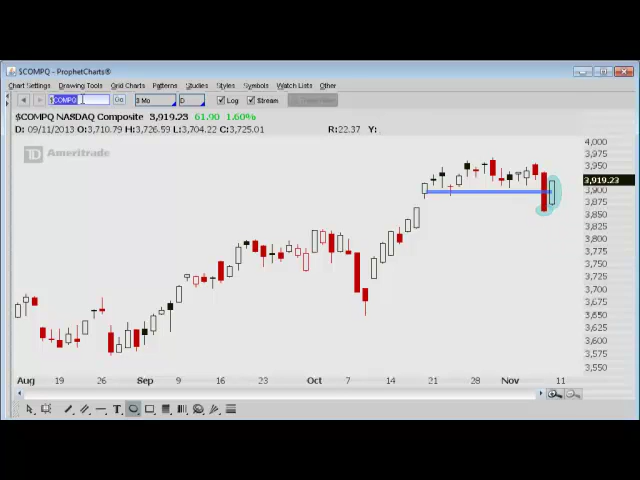 $COMPQ - ProphetCharts®
Chart Settings Drawing Tools Grid Charts Patterns Studies Styles Symbols Watch Lists Other
$COMPQ Go 3 Mo D Log Stream
$COMPQ NASDAQ Composite 3,919.23 61.90 1.60%
D: 09/11/2013 O:3,710.79 H:3,726.59 L:3,704.22 C:3,725.01 R:22.37 Y:
TD Ameritrade
4,000
3,975
3,950
3,919.23
3,900
3,875
3,850
3,825
3,800
3,775
3,750
3,725
3,700
3,675
3,650
3,625
3,600
3,575
3,550
Aug 19 26 Sep 9 16 23 Oct 7 14 21 28 Nov 11
T